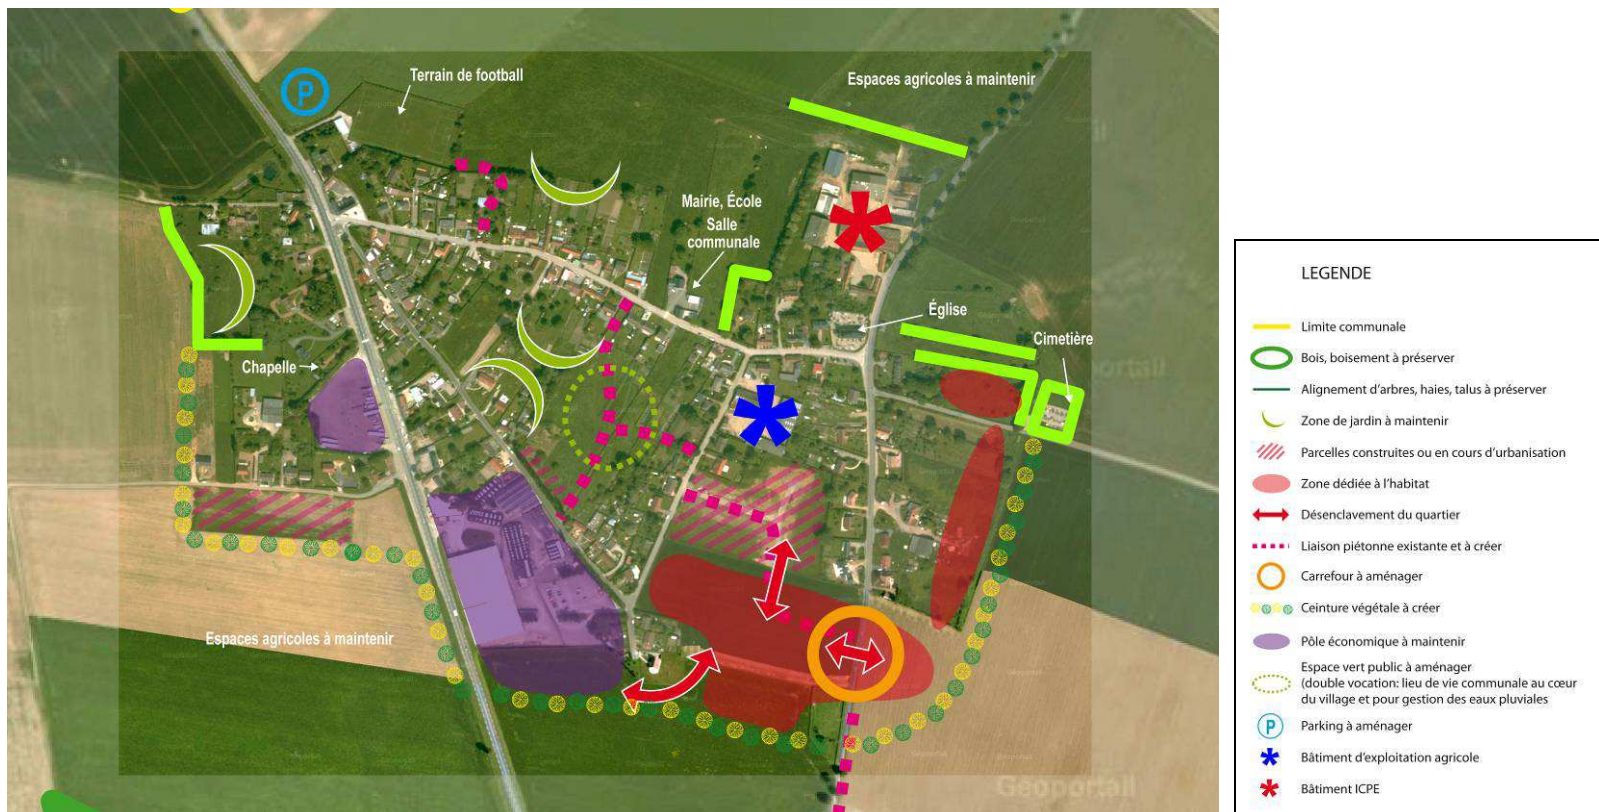 Terrain de football
Espaces agricoles à maintenir
P
Mairie, École
Salle
communale
Église
Cimetière
Chapelle
Espaces agricoles à maintenir
Geoportail
LEGENDE
Limite communale
Bois, boisement à préserver
Alignement d'arbres, haies, talus à préserver
Zone de jardin à maintenir
Parcelles construites ou en cours d'urbanisation
Zone dédiée à l'habitat
Désenclavement du quartier
Liaison piétonne existante et à créer
Carrefour à aménager
Ceinture végétale à créer
Pôle économique à maintenir
Espace vert public à aménager
(double vocation: lieu de vie communale au cœur
du village et pour gestion des eaux pluviales
P
Parking à aménager
Bâtiment d'exploitation agricole
Bâtiment ICPE